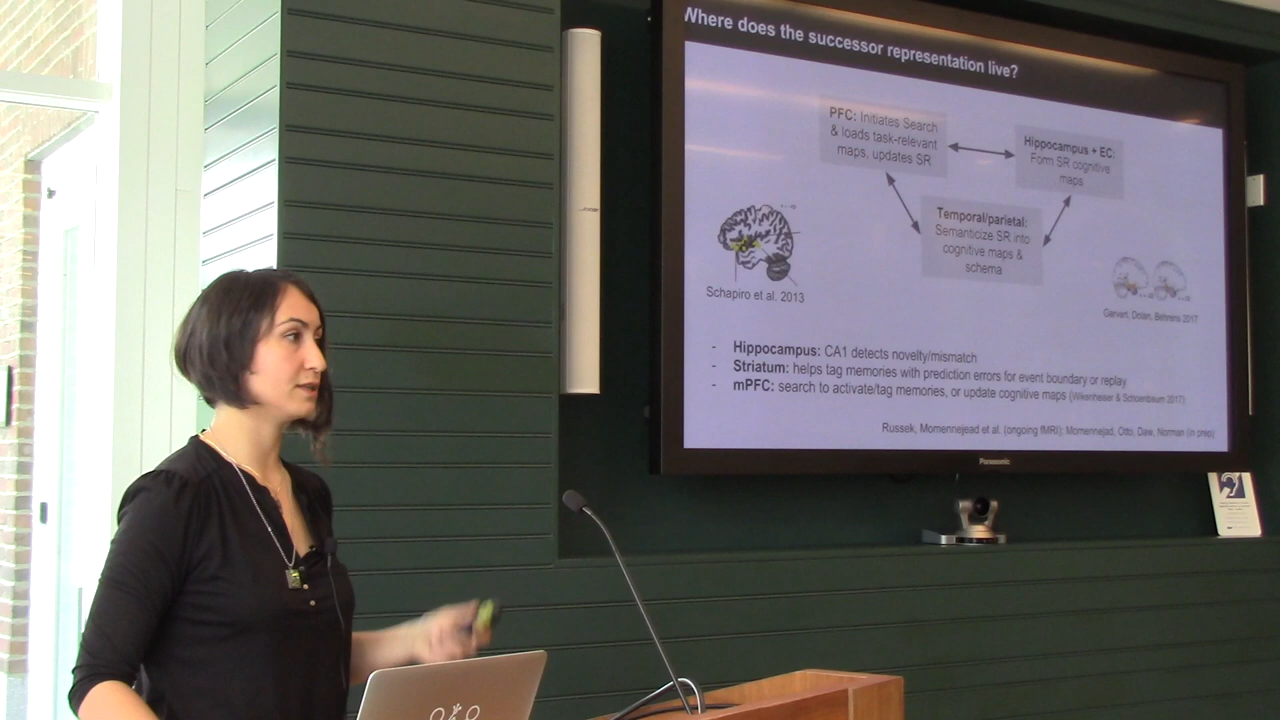 Where does the successor representation live?
PFC: Initiates Search
& loads task-relevant
maps, updates SR
Hippocampus + EC:
Form SR cognitive
maps
Temporal/parietal:
Semanticize SR into
cognitive maps &
schema
Schapiro et al. 2013
Garvert, Dolan, Behrens 2017
- Hippocampus: CA1 detects novelty/mismatch
- Striatum: helps tag memories with prediction errors for event boundary or replay
- mPFC: search to activate/tag memories, or update cognitive maps (Wikenheiser & Schoenbaum 2017)
Russek, Momennejead et al. (ongoing fMRI); Momennejad, Otto, Daw, Norman (in prep)
Panasonic